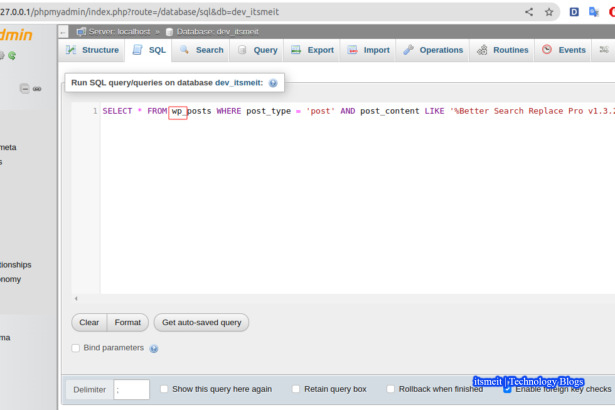 27.0.0.1/phpmyadmin/index.php?route=/database/sql&db=dev_itsmeit
dmin
Server: localhost » Database: dev_itsmeit
Structure SQL Search Query Export Import Operations Routines Events
Run SQL query/queries on database dev_itsmeit:
1 SELECT * FROM wp_posts WHERE post_type = 'post' AND post_content LIKE '%Better Search Replace Pro v1.3.2
meta
s
tionships
onomy
ma
Clear Format Get auto-saved query
Bind parameters
Delimiter ; Show this query here again Retain query box Rollback when finished Enable foreign key checks
itsmeit | Technology Blogs